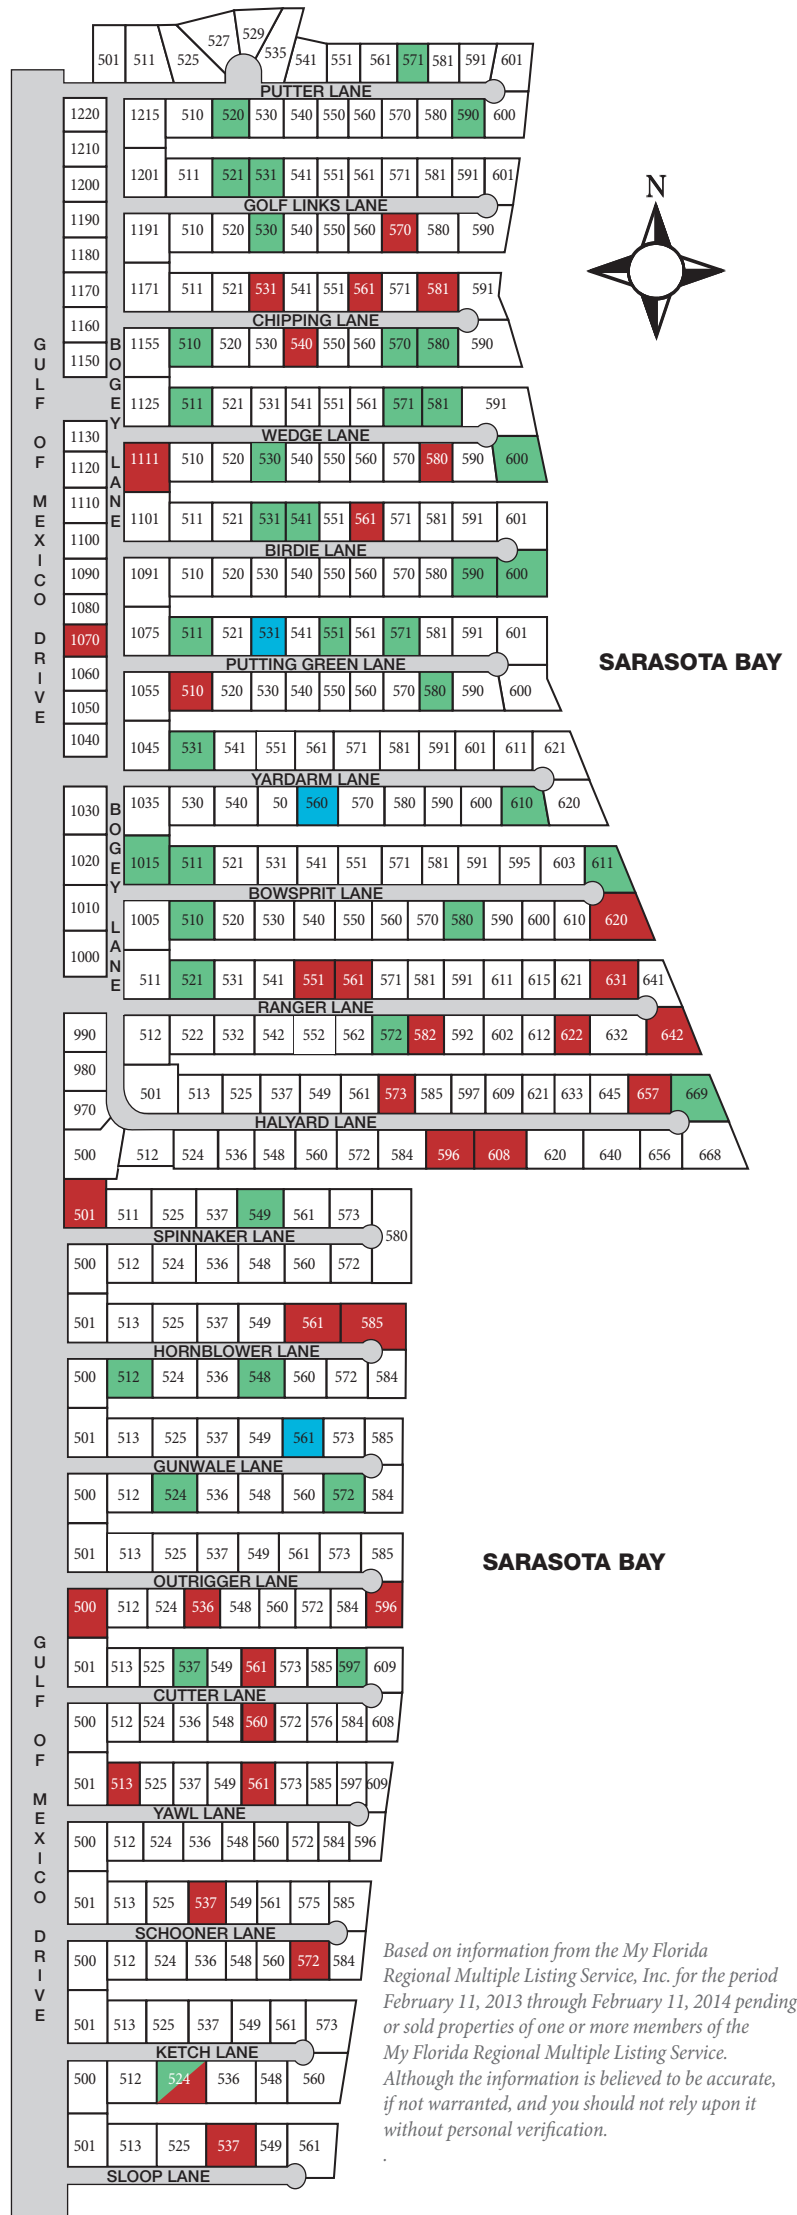 501 511 525 527 529 535 541 551 561 571 581 591 601
PUTTER LANE
1220 1215 510 520 530 540 550 560 570 580 590 600
1210
1200 1201 511 521 531 541 551 561 571 581 591 601
GOLF LINKS LANE
1190 1191 510 520 530 540 550 560 570 580 590
1180
1170 1171 511 521 531 541 551 561 571 581 591
CHIPPING LANE
1160
1150 1155 510 520 530 540 550 560 570 580 590
1125 511 521 531 541 551 561 571 581 591
WEDGE LANE
1130
1120 1111 510 520 530 540 550 560 570 580 590 600
1110
1100 1101 511 521 531 541 551 561 571 581 591 601
BIRDIE LANE
1090 1091 510 520 530 540 550 560 570 580 590 600
1080
1070 1075 511 521 531 551 561 571 581 591 601
PUTTING GREEN LANE
1060
1050 1055 510 520 530 540 550 560 570 580 590 600
1040 1045 531 541 551 561 571 581 591 601 611 621
YARDARM LANE
1030 1035 530 540 50 560 570 580 590 600 610 620
1020 1015 511 521 531 541 551 571 581 591 595 603 611
BOWSPRIT LANE
1010 1005 510 520 530 540 550 560 570 580 590 600 610 620
1000 511 521 531 541 551 561 571 581 591 611 615 621 631 641
RANGER LANE
990 512 522 532 542 552 562 572 582 592 602 612 622 632 642
980
970 501 513 525 537 549 561 573 585 597 609 621 633 645 657 669
HALYARD LANE
500 512 524 536 548 560 572 584 596 608 620 640 656 668
GULF OF MEXICO DRIVE
BOGEY LANE
BOGEY LANE
N
SARASOTA BAY
501 511 525 537 549 561 573 580
SPINNAKER LANE
500 512 524 536 548 560 572
501 513 525 537 549 561 585
HORNBLOWER LANE
500 512 524 536 548 560 572 584
501 513 525 537 549 561 573 585
GUNWALE LANE
500 512 524 536 548 560 572 584
501 513 525 537 549 561 573 585
OUTRIGGER LANE
500 512 524 536 548 560 572 584 596
501 513 525 537 549 561 573 585 597 609
CUTTER LANE
500 512 524 536 548 560 572 576 584 608
501 513 525 537 549 561 573 585 597 609
YAWL LANE
500 512 524 536 548 560 572 584 596
501 513 525 537 549 561 575 585
SCHOONER LANE
500 512 524 536 548 560 572 584
501 513 525 537 549 561 573
KETCH LANE
500 512 524 536 548 560
501 513 525 537 549 561
SLOOP LANE
GULF OF MEXICO DRIVE
SARASOTA BAY
Based on information from the My Florida
Regional Multiple Listing Service, Inc. for the period
February 11, 2013 through February 11, 2014 pending
or sold properties of one or more members of the
My Florida Regional Multiple Listing Service.
Although the information is believed to be accurate,
if not warranted, and you should not rely upon it
without personal verification.
.